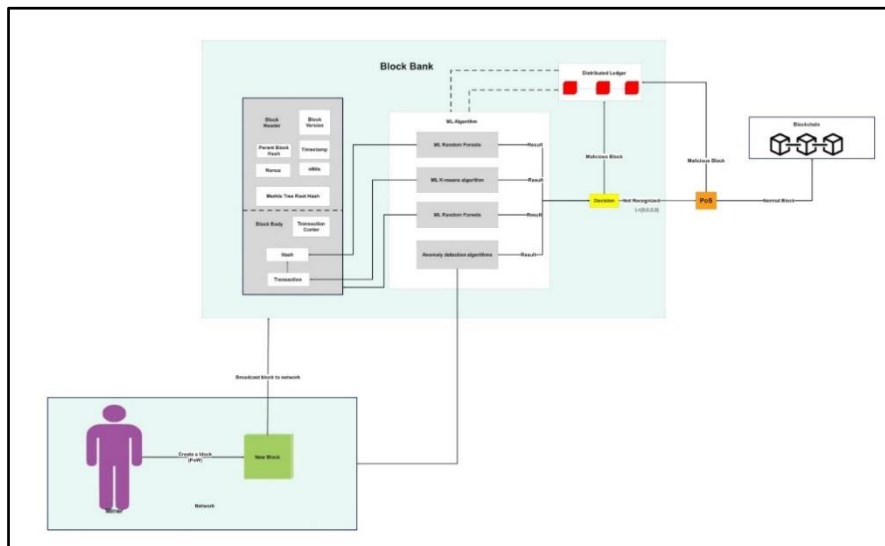 Block Bank
Distributed Ledger
Block
Header
Block
Version
Parent Block
Hash
Timestamp
Nonce
nBits
Merkle Tree Root Hash
Block Body
Transaction
Conter
Hash
Transaction
ML Algorithm
ML Random Forests
Result
ML K-means algorithm
Result
ML Random Forests
Result
Anomaly detection algorithms
Result
Malicious Block
Decision
Not Recognized
Malicious Block
PoS
Normal Block
Blockchain
Broadcast block to network
Create a block
(PoW)
New Block
Miner
Network